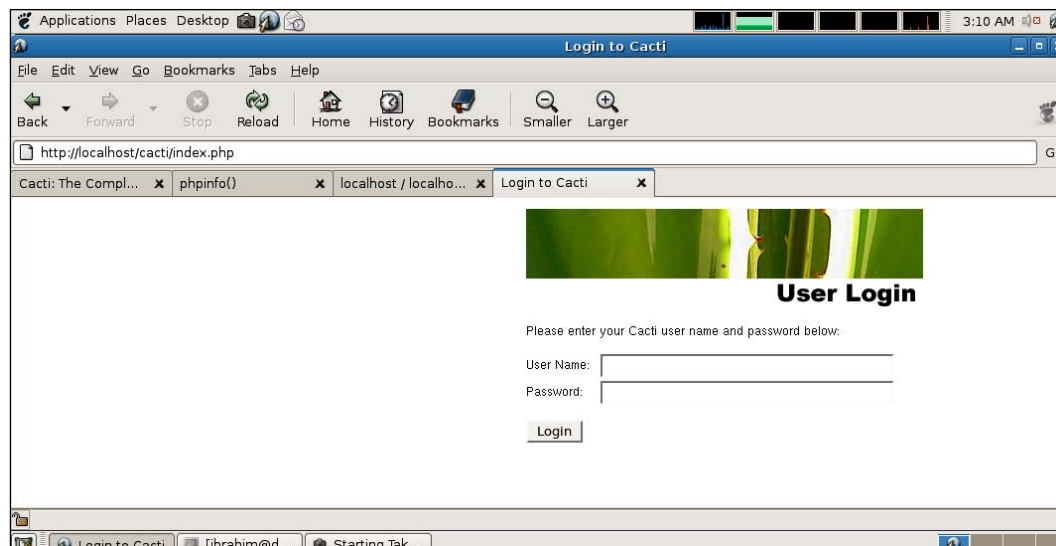 Applications Places Desktop 3:10 AM
Login to Cacti
File Edit View Go Bookmarks Tabs Help
Back Forward Stop Reload Home History Bookmarks Smaller Larger
http://localhost/cacti/index.php G
Cacti: The Compl... phpinfo() localhost / localho... Login to Cacti
User Login
Please enter your Cacti user name and password below:
User Name:
Password:
Login
Login to Cacti [ibrahim@d... Starting Tak...